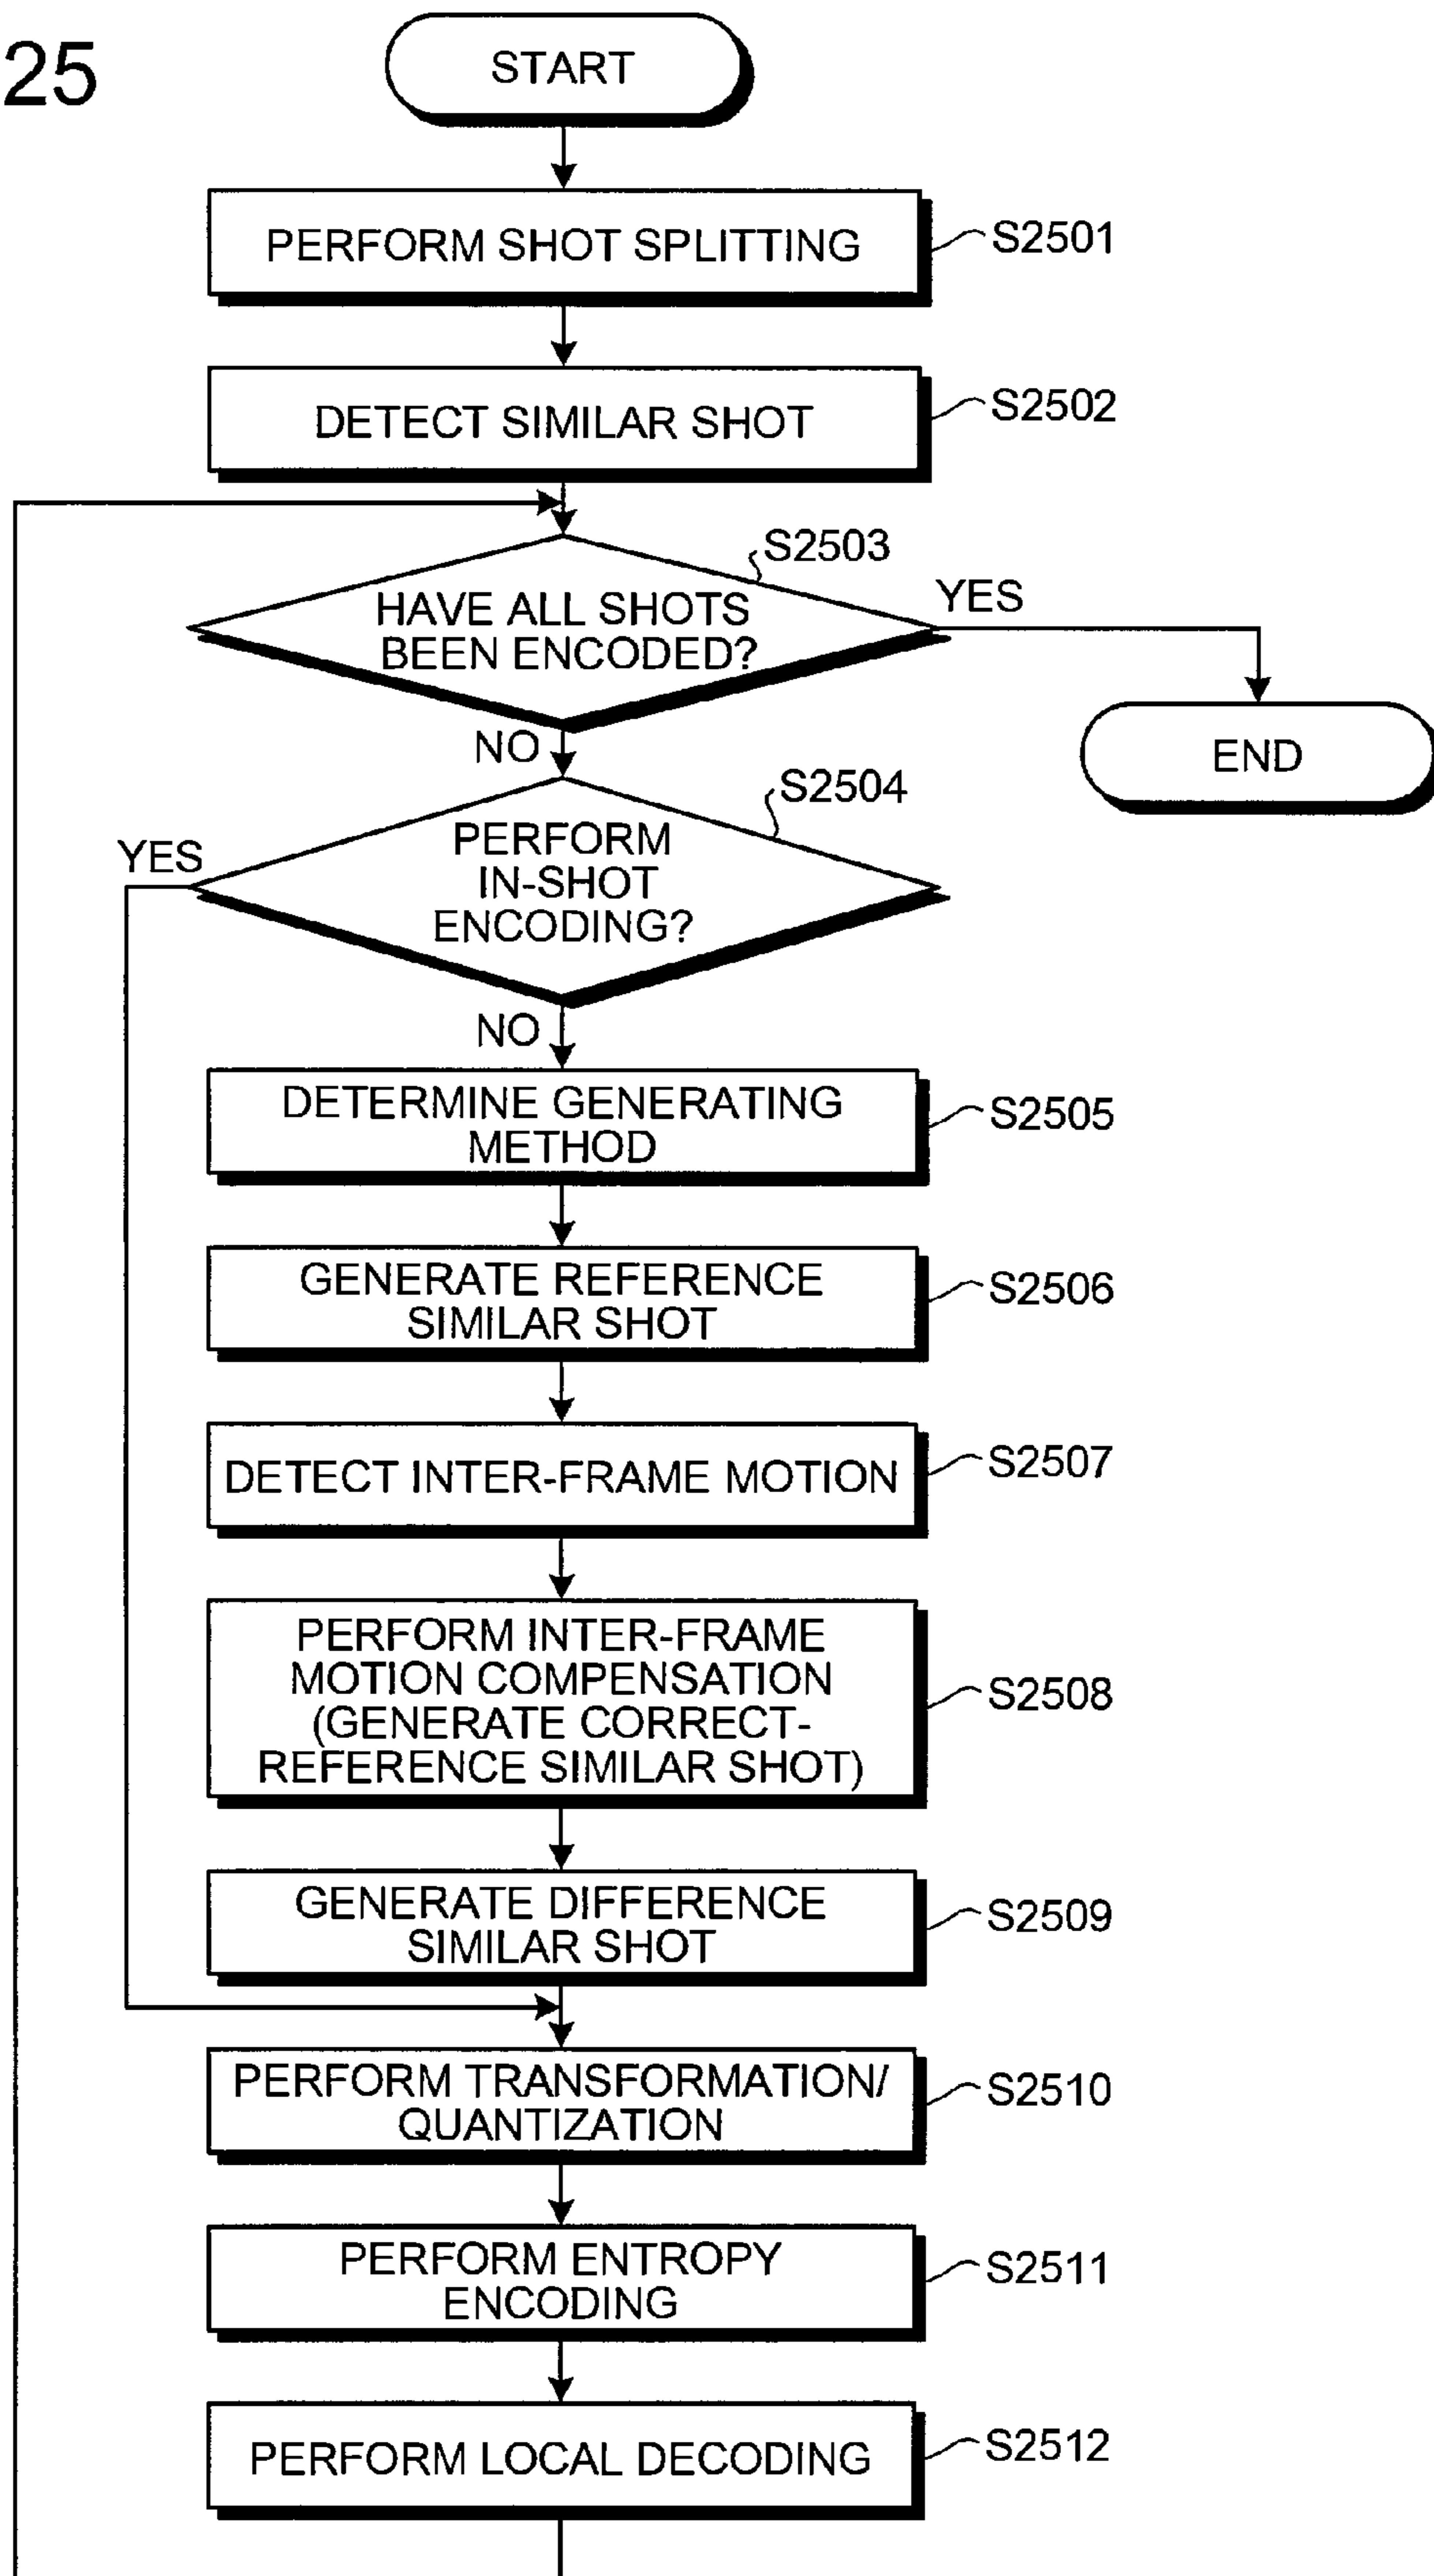 25
START
PERFORM SHOT SPLITTING
S2501
DETECT SIMILAR SHOT
S2502
S2503
HAVE ALL SHOTS
BEEN ENCODED?
YES
END
NO
S2504
PERFORM
IN-SHOT
ENCODING?
YES
NO
DETERMINE GENERATING
METHOD
S2505
GENERATE REFERENCE
SIMILAR SHOT
S2506
DETECT INTER-FRAME MOTION
S2507
PERFORM INTER-FRAME
MOTION COMPENSATION
(GENERATE CORRECT-
REFERENCE SIMILAR SHOT)
S2508
GENERATE DIFFERENCE
SIMILAR SHOT
S2509
PERFORM TRANSFORMATION/
QUANTIZATION
S2510
PERFORM ENTROPY
ENCODING
S2511
PERFORM LOCAL DECODING
S2512